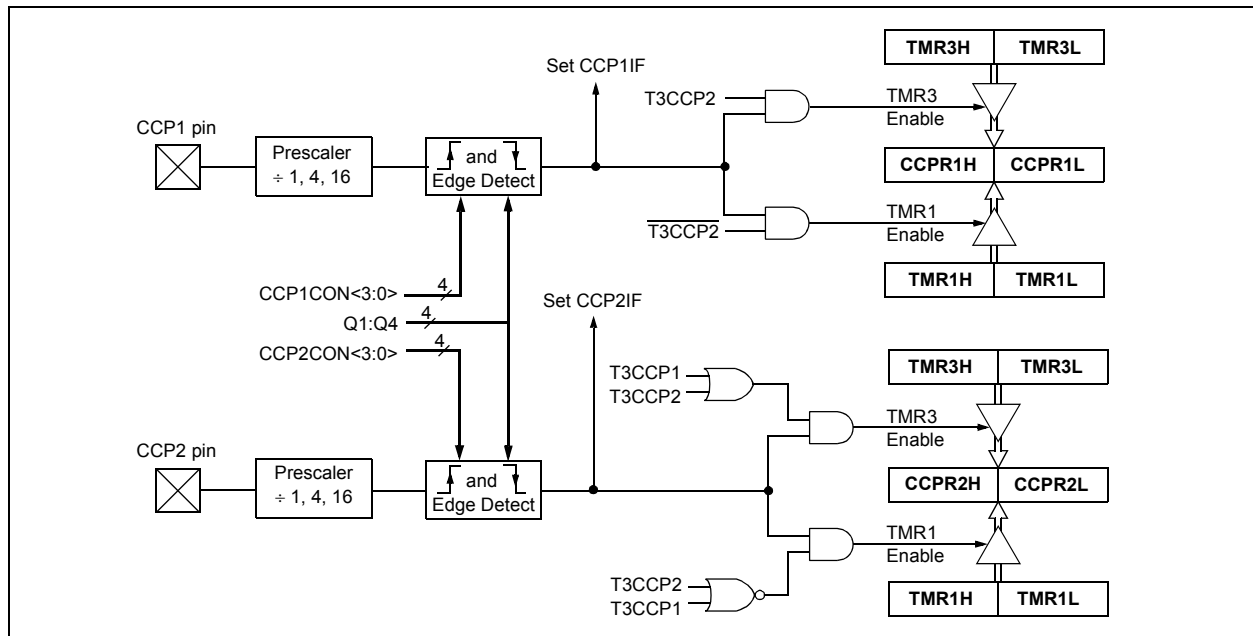 TMR3H TMR3L
Set CCP1IF
T3CCP2
TMR3
Enable
CCP1 pin
Prescaler
÷ 1, 4, 16
and
Edge Detect
CCPR1H CCPR1L
TMR1
Enable
T3CCP2
TMR1H TMR1L
CCP1CON<3:0> 4
Q1:Q4 4
CCP2CON<3:0> 4
Set CCP2IF
TMR3H TMR3L
T3CCP1
T3CCP2
TMR3
Enable
CCP2 pin
Prescaler
÷ 1, 4, 16
and
Edge Detect
CCPR2H CCPR2L
TMR1
Enable
T3CCP2
T3CCP1
TMR1H TMR1L